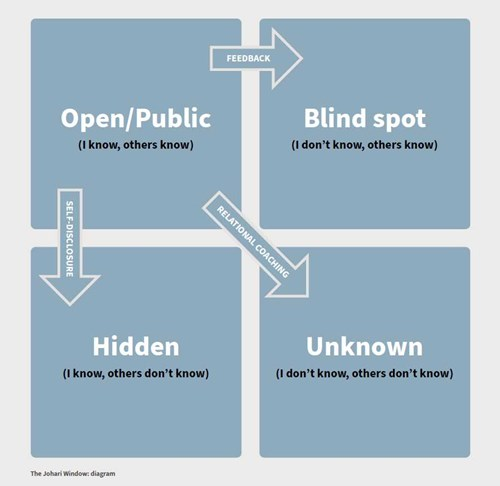 FEEDBACK
Open/Public
(I know, others know)
Blind spot
(I don’t know, others know)
SELF-DISCLOSURE
RELATIONAL COACHING
Hidden
(I know, others don’t know)
Unknown
(I don’t know, others don’t know)
The Johari Window: diagram